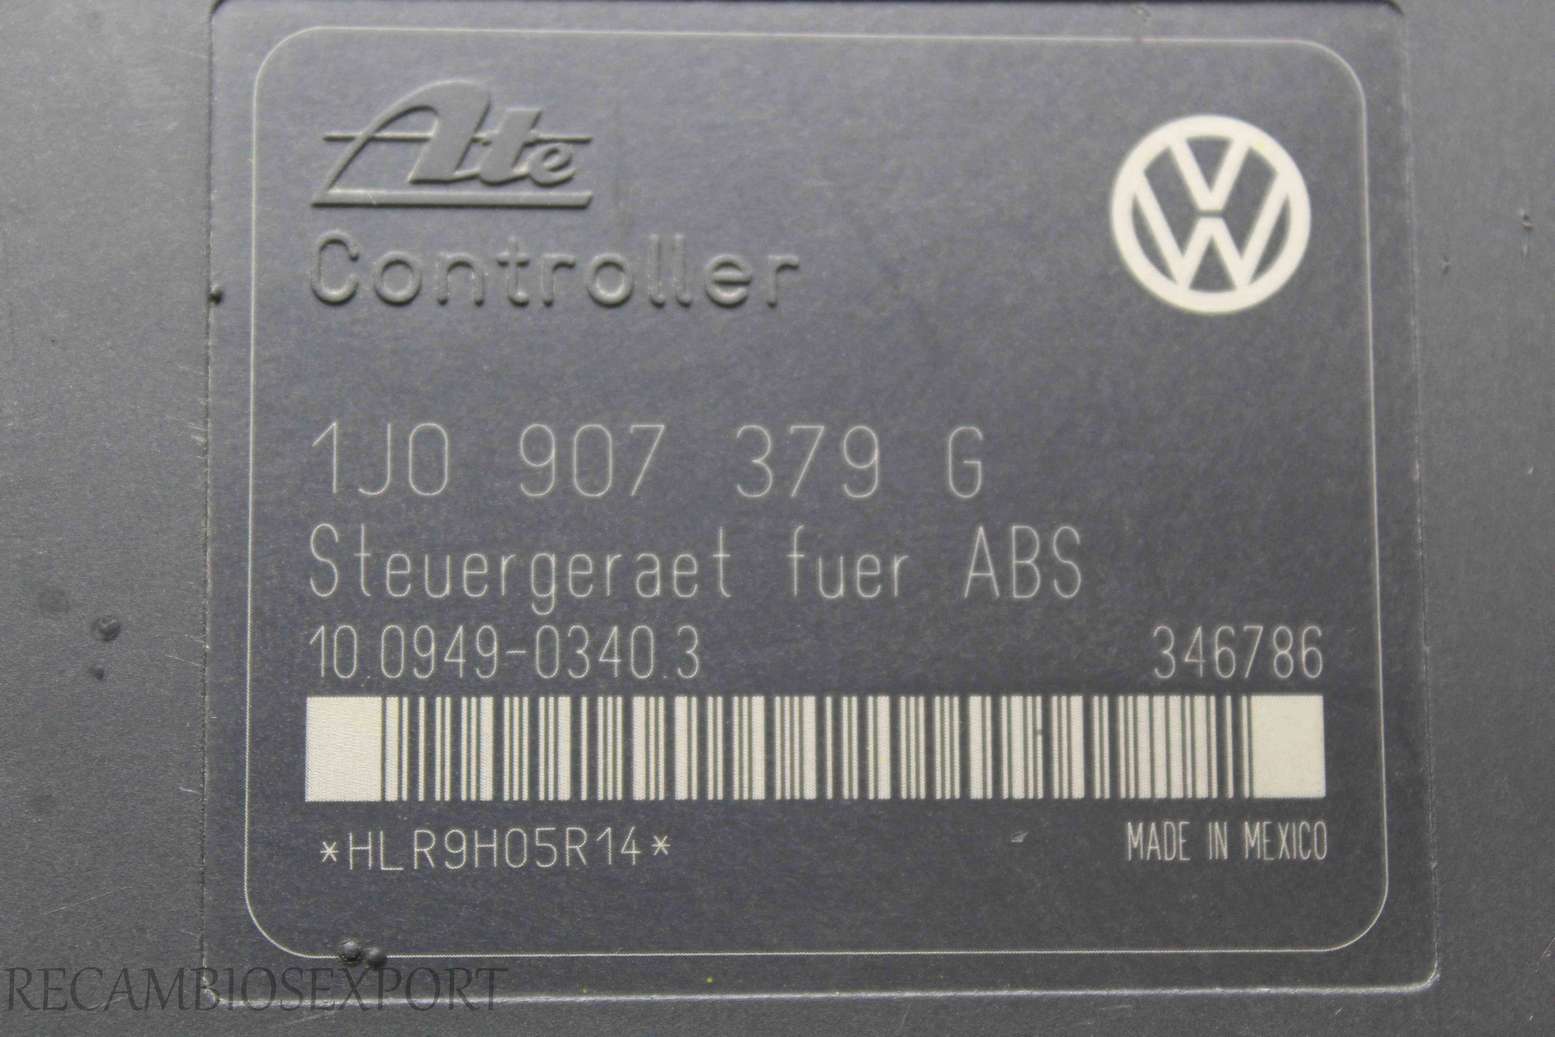 Ate
Controller
1J0 907 379 G
Steuergeraet fuer ABS
10.0949-0340.3 346786
*HLR9H05R14* MADE IN MEXICO
RECAMBIOSEXPORT